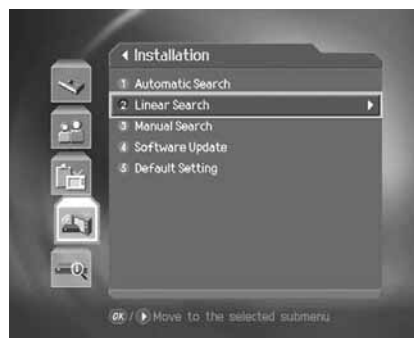 Installation
1 Automatic Search
2 Linear Search
3 Manual Search
4 Software Update
5 Default Setting
OK / Move to the selected submenu